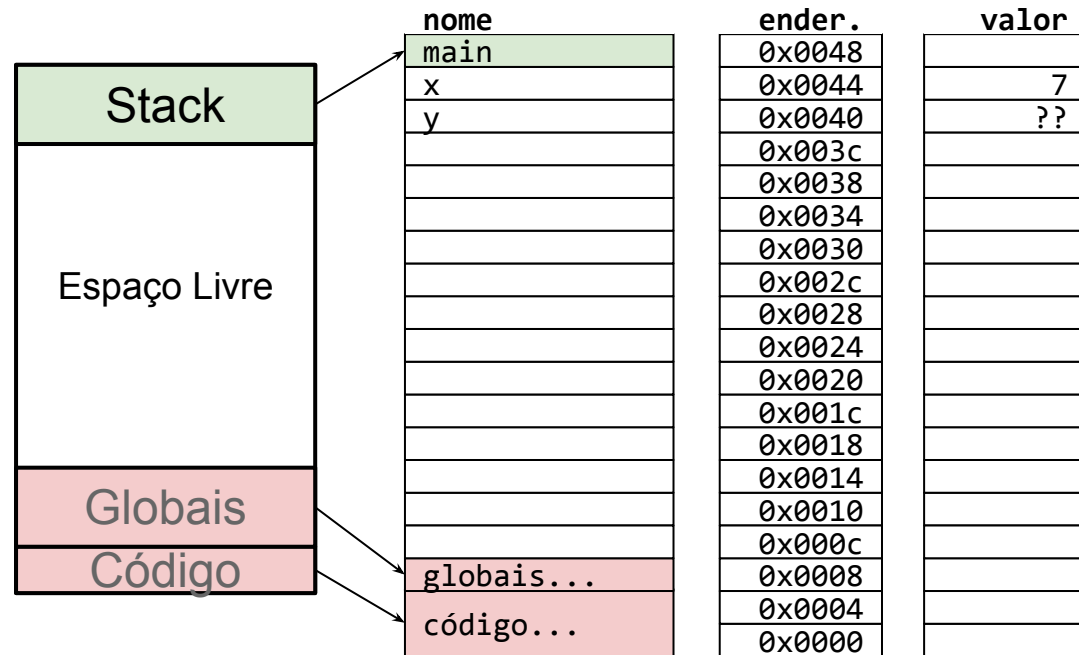 Stack
Espaço Livre
Globais
Código
nome ender. valor
main 0x0048
x 0x0044 7
y 0x0040 ??
0x003c
0x0038
0x0034
0x0030
0x002c
0x0028
0x0024
0x0020
0x001c
0x0018
0x0014
0x0010
0x000c
globais... 0x0008
código... 0x0004
0x0000